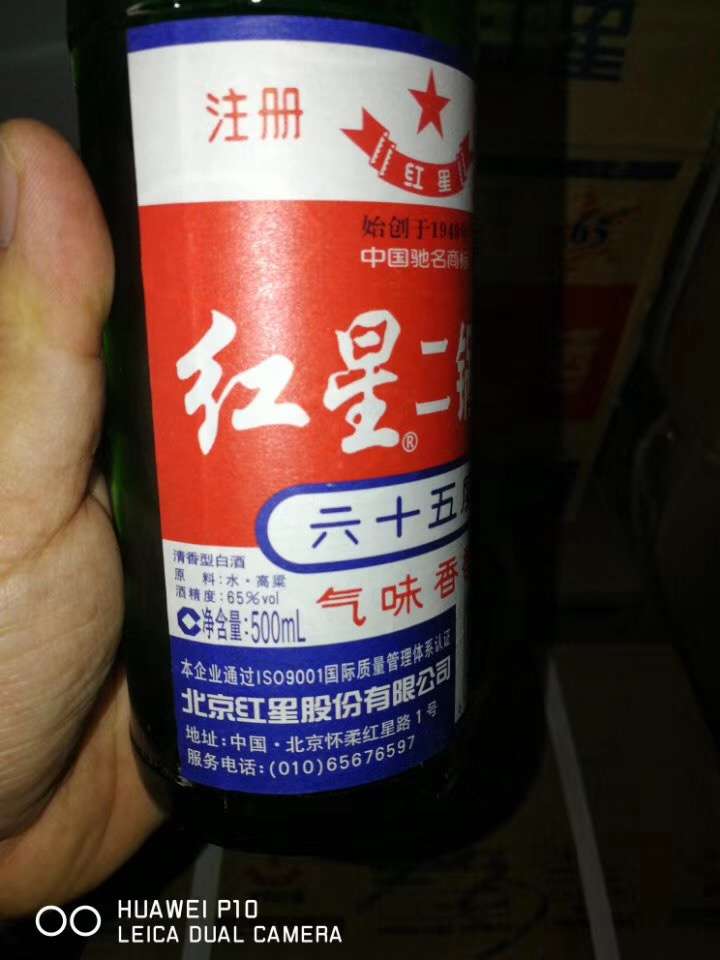 注册
红星
始创于1949
中国驰名商标
红星二锅
®
六十五度
气味香
清香型白酒
原 料:水·高粱
酒精度:65%vol
净含量:500mL
本企业通过ISO9001国际质量管理体系认证
北京红星股份有限公司
地址:中国·北京怀柔红星路1号
服务电话:(010)65676597
65
HUAWEI P10
LEICA DUAL CAMERA